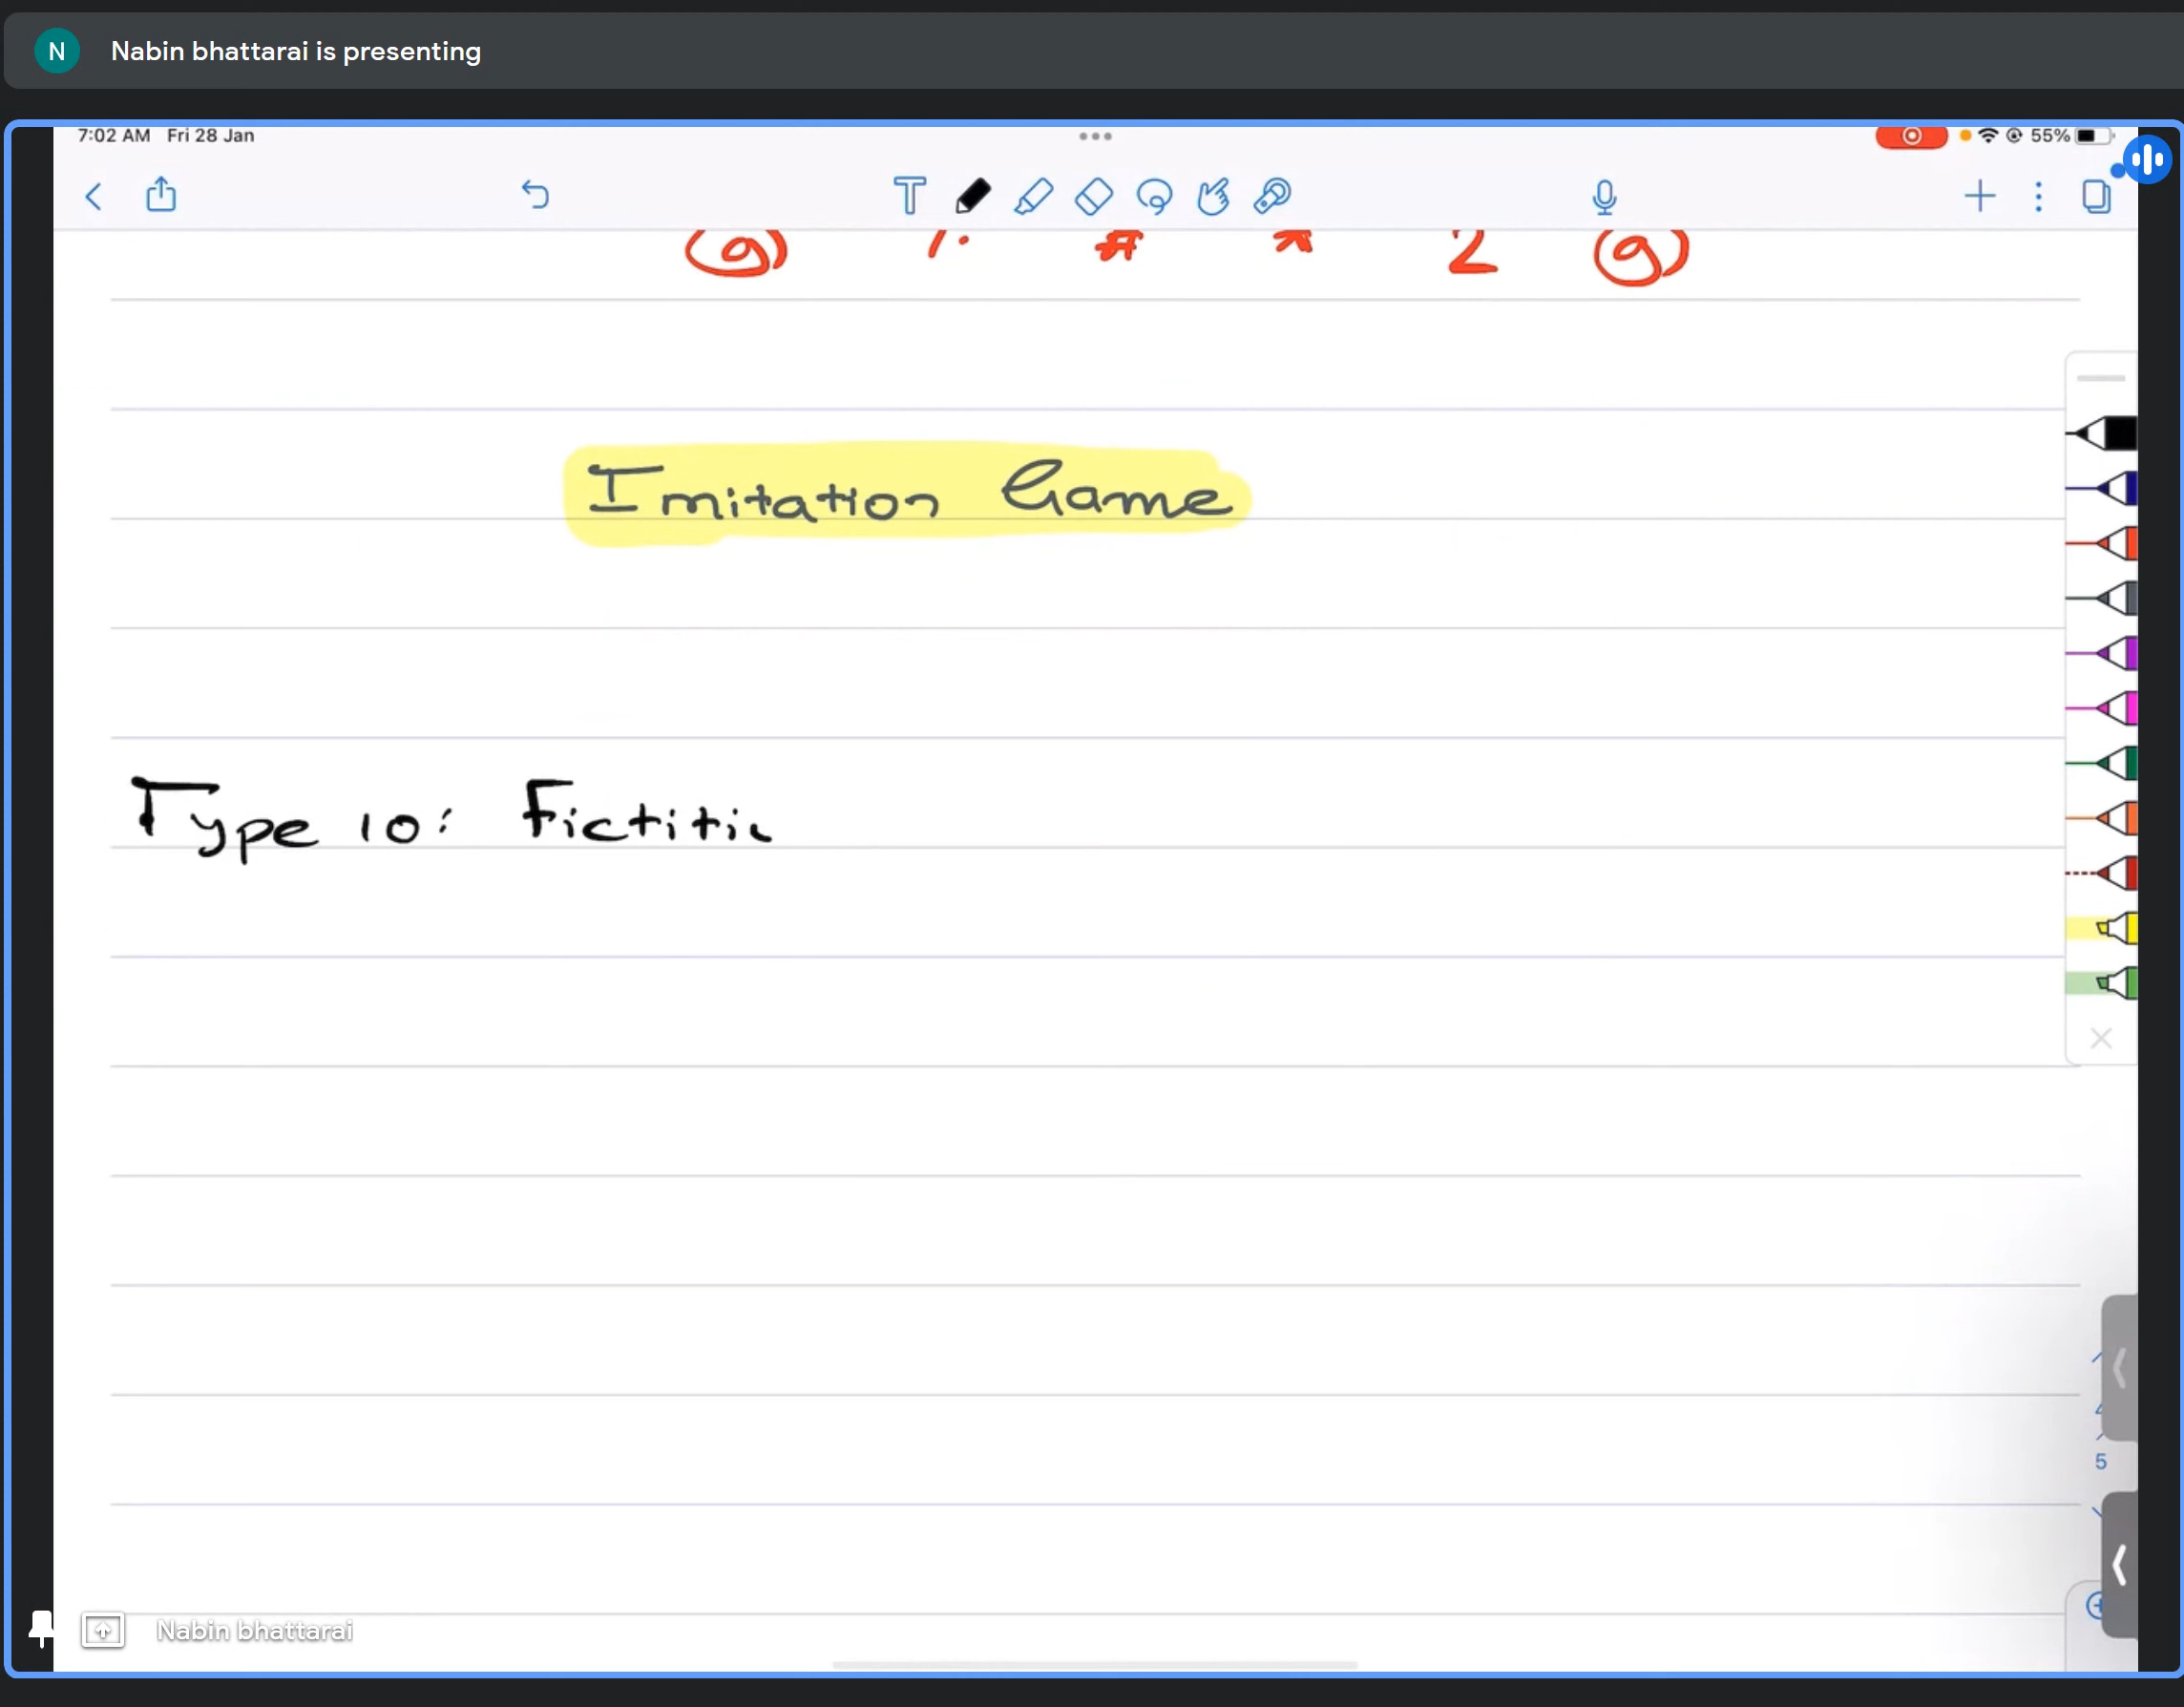 N Nabin bhattarai is presenting
7:02 AM Fri 28 Jan
55%
T
2
Imitation Game
Type 10: Fictitic
5
Nabin bhattarai